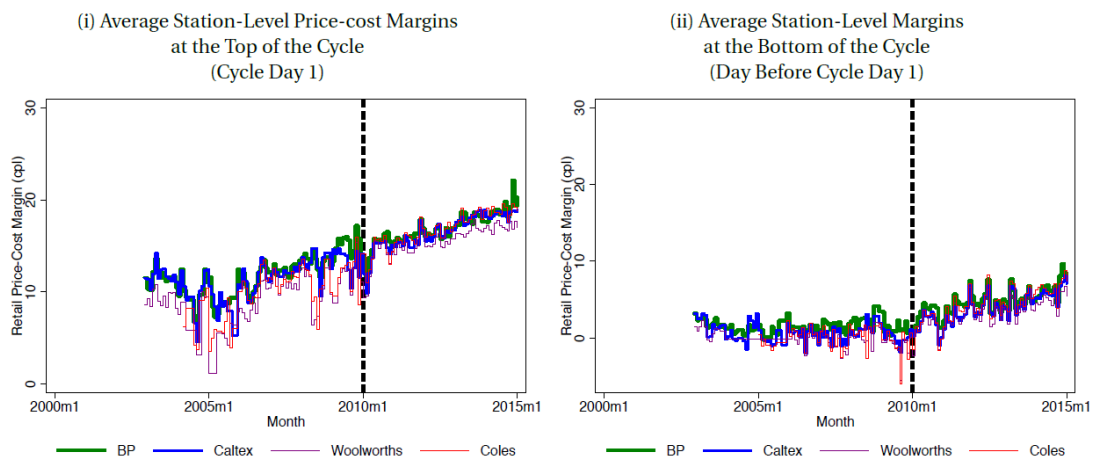 (i) Average Station-Level Price-cost Margins
at the Top of the Cycle
(Cycle Day 1)
Retail Price-Cost Margin (cpl)
30
20
10
0
2000m1 2005m1 2010m1 2015m1
Month
BP Caltex Woolworths Coles
(ii) Average Station-Level Margins
at the Bottom of the Cycle
(Day Before Cycle Day 1)
Retail Price-Cost Margin (cpl)
30
20
10
0
2000m1 2005m1 2010m1 2015m1
Month
BP Caltex Woolworths Coles